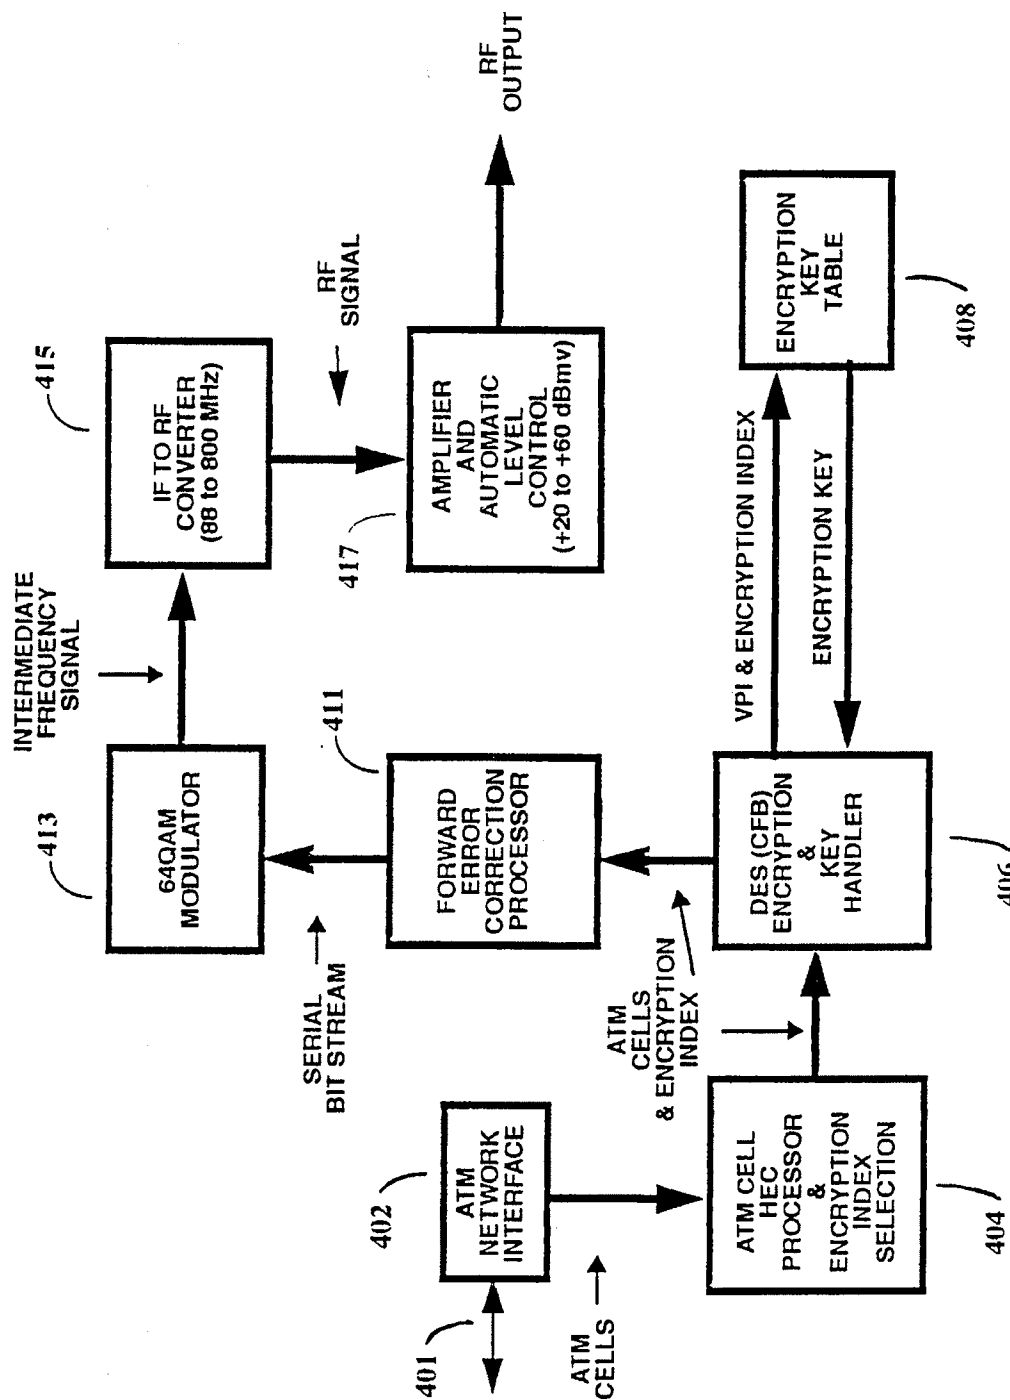 401
402
ATM
NETWORK
INTERFACE
ATM
CELLS
ATM CELL
HEC
PROCESSOR
&
ENCRYPTION
INDEX
SELECTION
404
ATM
CELLS
& ENCRYPTION
INDEX
DES (CFB)
ENCRYPTION
&
KEY
HANDLER
406
VPI & ENCRYPTION INDEX
ENCRYPTION KEY
ENCRYPTION
KEY
TABLE
408
FORWARD
ERROR
CORRECTION
PROCESSOR
411
SERIAL
BIT STREAM
413
64QAM
MODULATOR
INTERMEDIATE
FREQUENCY
SIGNAL
415
IF TO RF
CONVERTER
(88 to 800 MHz)
RF
SIGNAL
417
AMPLIFIER
AND
AUTOMATIC
LEVEL
CONTROL
(+20 to +60 dBmv)
RF
OUTPUT